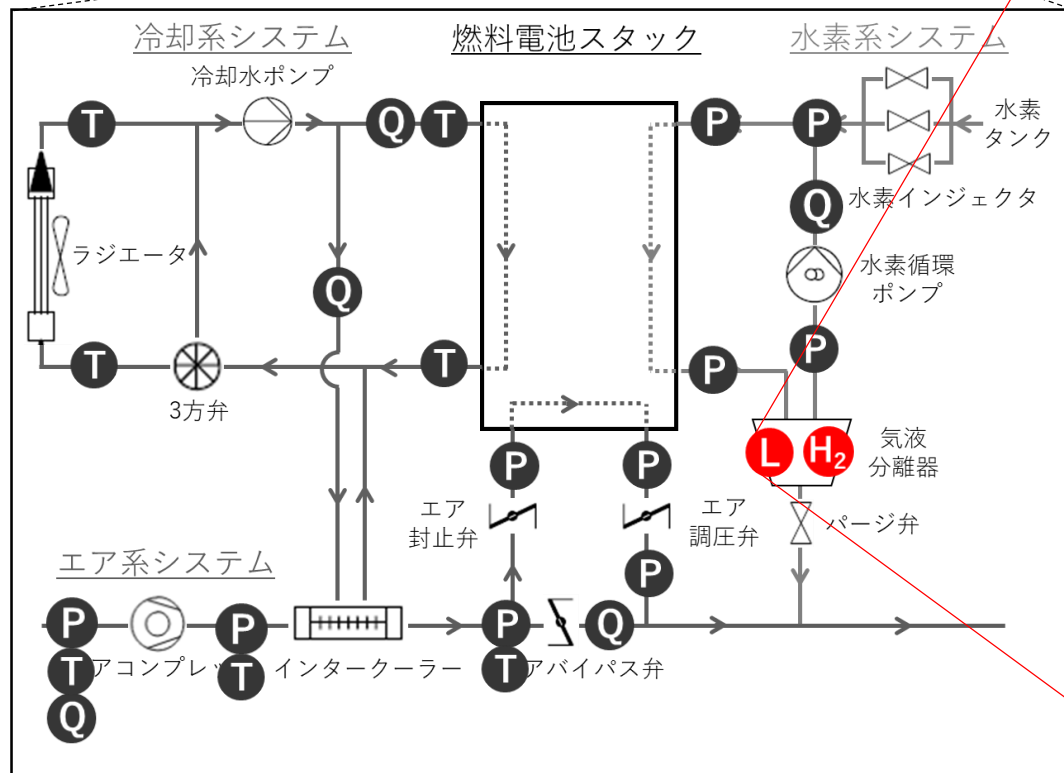 冷却系システム
燃料電池スタック
水素系システム
冷却水ポンプ
T
Q
T
P
P
水素
タンク
水素インジェクタ
Q
ラジエータ
Q
水素循環
ポンプ
T
T
P
P
3方弁
L
H₂
気液
分離器
P
P
エア
封止弁
エア
調圧弁
パージ弁
P
エア系システム
P
P
P
Q
T
アコンプレッ
T
インタークーラー
T
アバイパス弁
Q